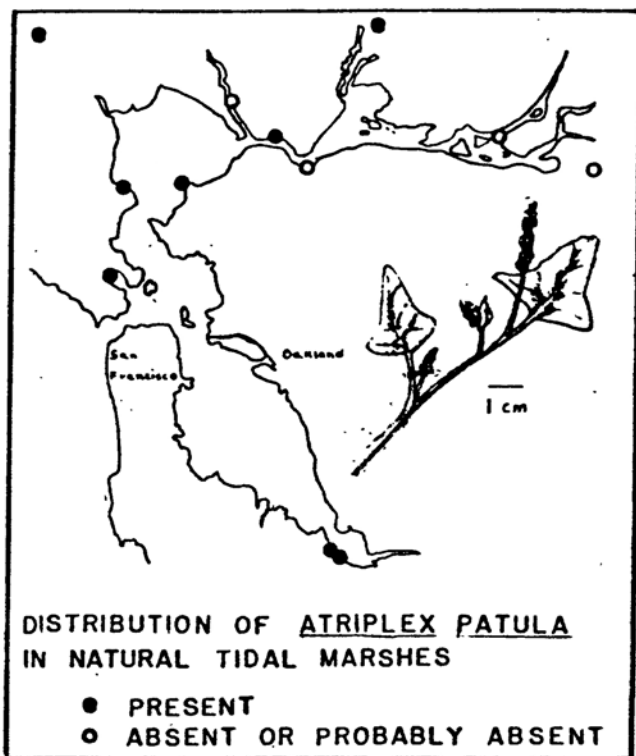 San
Francisco
Oakland
1 cm
DISTRIBUTION OF ATRIPLEX PATULA
IN NATURAL TIDAL MARSHES
PRESENT
ABSENT OR PROBABLY ABSENT